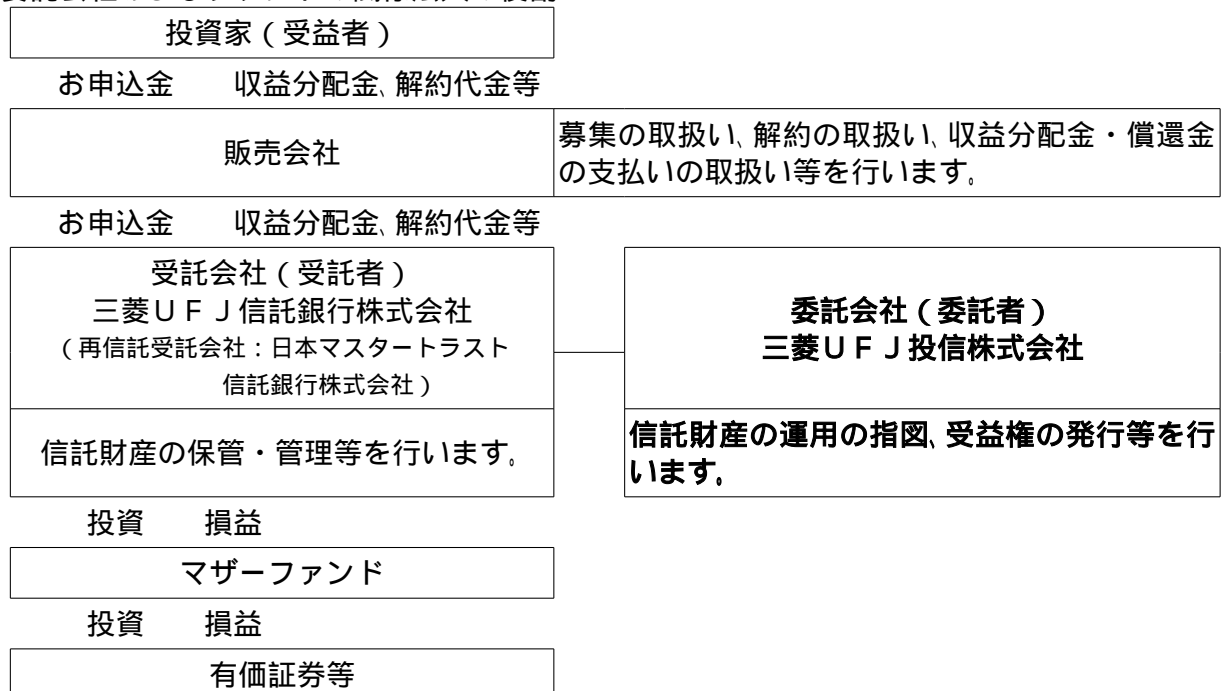 投資家(受益者)
お申込金 収益分配金、解約代金等
販売会社
募集の取扱い、解約の取扱い、収益分配金・償還金
の支払いの取扱い等を行います。
お申込金 収益分配金、解約代金等
受託会社(受託者)
三菱UFJ信託銀行株式会社
(再信託受託会社:日本マスタートラスト
信託銀行株式会社)
委託会社(委託者)
三菱UFJ投信株式会社
信託財産の保管・管理等を行います。
信託財産の運用の指図、受益権の発行等を行
います。
投資 損益
マザーファンド
投資 損益
有価証券等